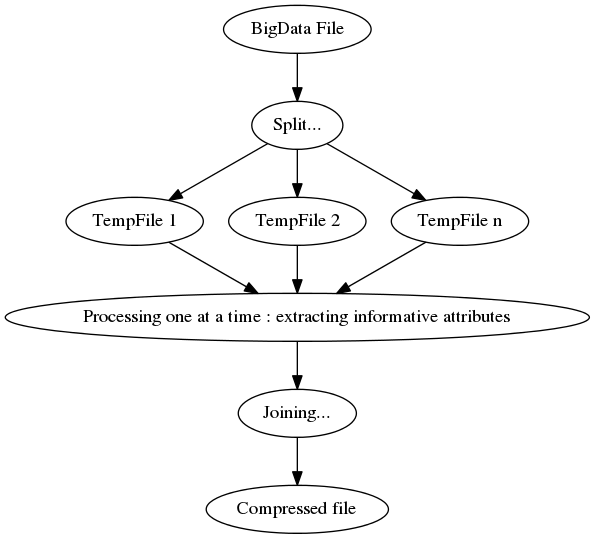 BigData File
Split...
TempFile 1
TempFile 2
TempFile n
Processing one at a time : extracting informative attributes
Joining...
Compressed file